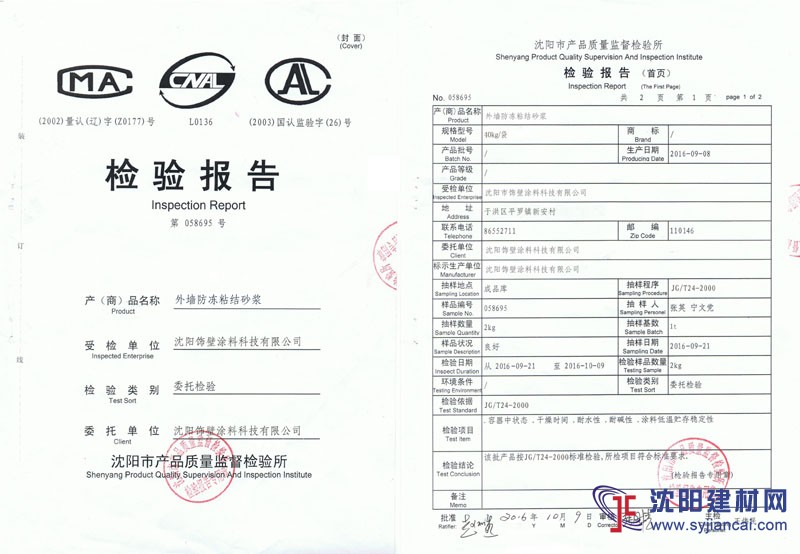 (封 面)
(Cover)
CMA
CNAL
CAL
(2002)量认(辽)字(Z0177)号
L0136
(2003)国认监验字(26)号
检 验 报 告
Inspection Report
第 058695 号
装
订
线
产(商)品名称 外墙防冻粘结砂浆
Product
受 检 单 位 沈阳饰壁涂料科技有限公司
Inspected Enterprise
检 验 类 别 委托检验
Test Sort
委 托 单 位 沈阳饰壁涂料科技有限公司
Client
沈阳市产品质量监督检验所
Shenyang Product Quality Supervision And Inspection Institute
沈阳市产品质量监督检验所
Shenyang Product Quality Supervision And Inspection Institute
检 验 报 告 (首页)
Inspection Report (The First Page)
No. 058695 共 2 页 第 1 页 page 1 of 2
产(商)品名称 外墙防冻粘结砂浆
Product
规格型号 40kg/袋 商 标 /
Model Brand
产品批号 / 生产日期 2016-09-08
Batch No. Producing Date
产品等级 /
Grade
受检单位 沈阳市饰壁涂料科技有限公司
Inspected Enterprise
地 址 于洪区平罗镇新安村
Address
联系电话 86552711 邮 编 110146
Telephone Zip Code
委托单位 沈阳饰壁涂料科技有限公司
Client
标示生产单位 沈阳饰壁涂料科技有限公司
Manufacturer
抽样地点 成品库 抽样程序 JG/T24-2000
Sampling Location Sampling Procedure
样品编号 058695 抽 样 人 张英 宁文党
Sample No. Sampling Personel
抽样数量 2kg 抽样基数 1t
Sample Quantity Sample Batch
样品状况 良好 抽样日期 2016-09-21
Sample Description Sampling Date
检验日期 从 2016-09-21 至 2016-10-09 检验样品数量 2kg
Inspect Duration Testing Sample
环境条件 / 检验类别 委托检验
Testing Environment Test Sort
检验依据 JG/T24-2000
Test Standard
检验项目 容器中状态、干燥时间、耐水性、耐碱性、涂料低温贮存稳定性
Test Item
检验结论 该批产品按JG/T24-2000标准检验,所检项目符合标准要求.
Test Conclusion (检验报告专用章)
备注 /
Memo
批准 2016 年 10 月 9 日 审核 主检
Ratifier Y M D Corrector
沈阳建材网
www.syjiancai.com